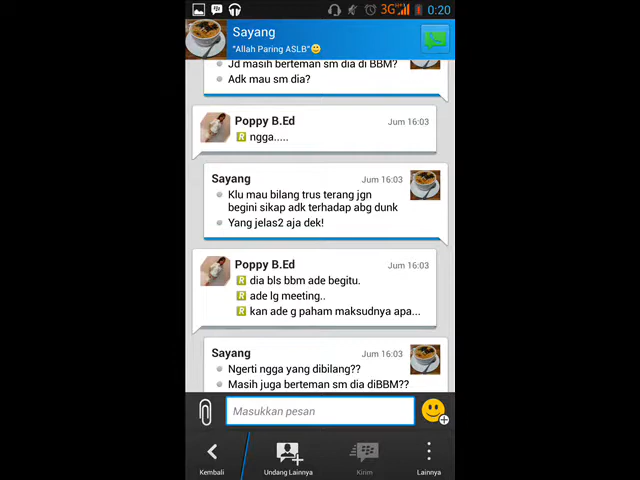 3G
0:20
Sayang
"Allah Paring ASLB"
Jd masih berteman sm dia di BBM?
Adk mau sm dia?
Poppy B.Ed
Jum 16:03
R ngga.....
Sayang
Jum 16:03
Klu mau bilang trus terang jgn
begini sikap adk terhadap abg dunk
Yang jelas2 aja dek!
Poppy B.Ed
Jum 16:03
R dia bls bbm ade begitu.
R ade lg meeting..
R kan ade g paham maksudnya apa...
Sayang
Jum 16:03
Ngerti ngga yang dibilang??
Masih juga berteman sm dia diBBM??
Masukkan pesan
Kembali
Undang Lainnya
Kirim
Lainnya